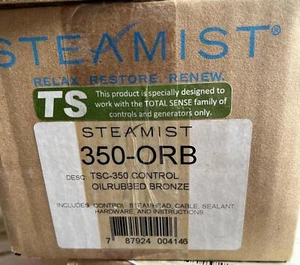 STEAMIST®
RELAX. RESTORE. RENEW.
TS
This product is specially designed to
work with the TOTAL SENSE family of
controls and generators only.
STEAMIST
350-ORB
DESC: TSC-350 CONTROL
OILRUBBED BRONZE
INCLUDES: CONTROL, STEAMHEAD, CABLE, SEALANT,
HARDWARE, AND INSTRUCTIONS
7 87924 004146